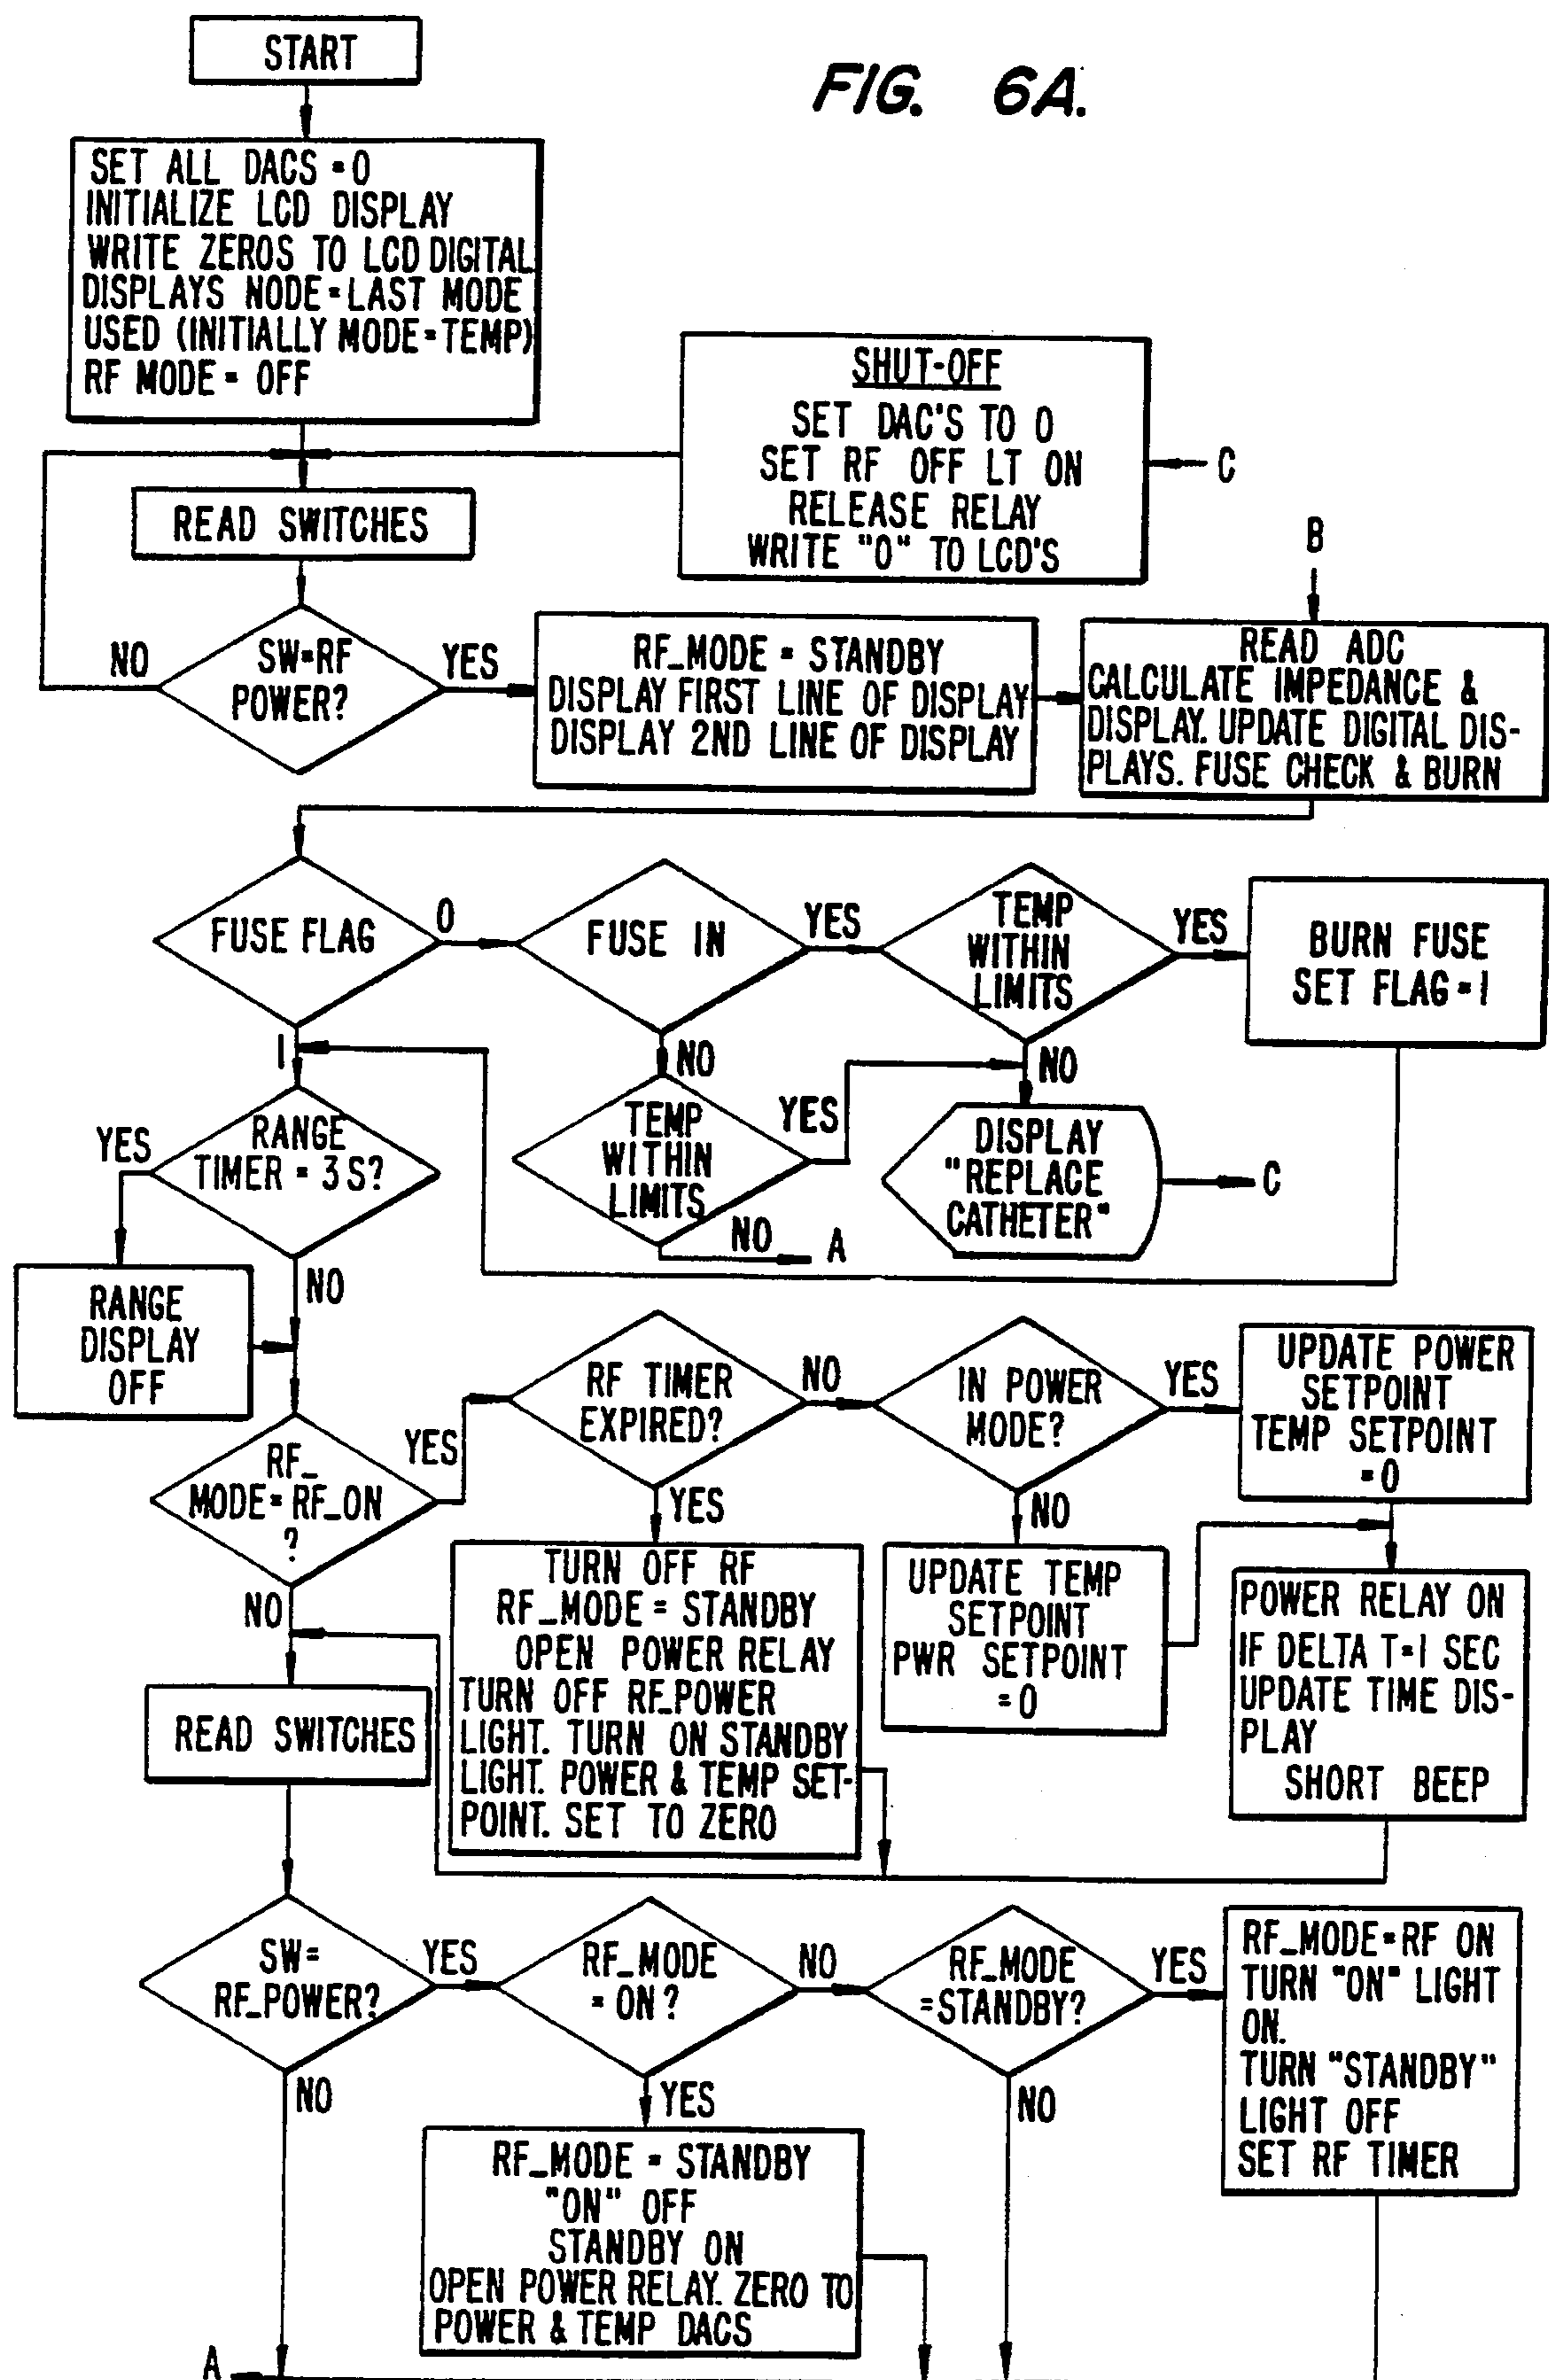 FIG. 6A.
START
SET ALL DACS = 0
INITIALIZE LCD DISPLAY
WRITE ZEROS TO LCD DIGITAL
DISPLAYS NODE = LAST MODE
USED (INITIALLY MODE = TEMP)
RF MODE = OFF
SHUT-OFF
SET DAC'S TO 0
SET RF OFF LT ON
RELEASE RELAY
WRITE "0" TO LCD'S
C
READ SWITCHES
B
SW=RF
POWER?
NO
YES
RF_MODE = STANDBY
DISPLAY FIRST LINE OF DISPLAY
DISPLAY 2ND LINE OF DISPLAY
READ ADC
CALCULATE IMPEDANCE &
DISPLAY. UPDATE DIGITAL DIS-
PLAYS. FUSE CHECK & BURN
FUSE FLAG
0
1
FUSE IN
YES
NO
TEMP
WITHIN
LIMITS
YES
NO
BURN FUSE
SET FLAG = 1
TEMP
WITHIN
LIMITS
YES
NO
A
DISPLAY
"REPLACE
CATHETER"
C
RANGE
TIMER = 3 S?
YES
NO
RANGE
DISPLAY
OFF
RF_
MODE = RF_ON
?
YES
NO
RF TIMER
EXPIRED?
NO
YES
IN POWER
MODE?
YES
NO
UPDATE POWER
SETPOINT
TEMP SETPOINT
= 0
TURN OFF RF
RF_MODE = STANDBY
OPEN POWER RELAY
TURN OFF RF_POWER
LIGHT. TURN ON STANDBY
LIGHT. POWER & TEMP SET-
POINT. SET TO ZERO
UPDATE TEMP
SETPOINT
PWR SETPOINT
= 0
POWER RELAY ON
IF DELTA T=1 SEC
UPDATE TIME DIS-
PLAY
SHORT BEEP
READ SWITCHES
SW=
RF_POWER?
YES
NO
RF_MODE
= ON?
NO
YES
RF_MODE
=STANDBY?
YES
NO
RF_MODE=RF ON
TURN "ON" LIGHT
ON.
TURN "STANDBY"
LIGHT OFF
SET RF TIMER
RF_MODE = STANDBY
"ON" OFF
STANDBY ON
OPEN POWER RELAY. ZERO TO
POWER & TEMP DACS
A